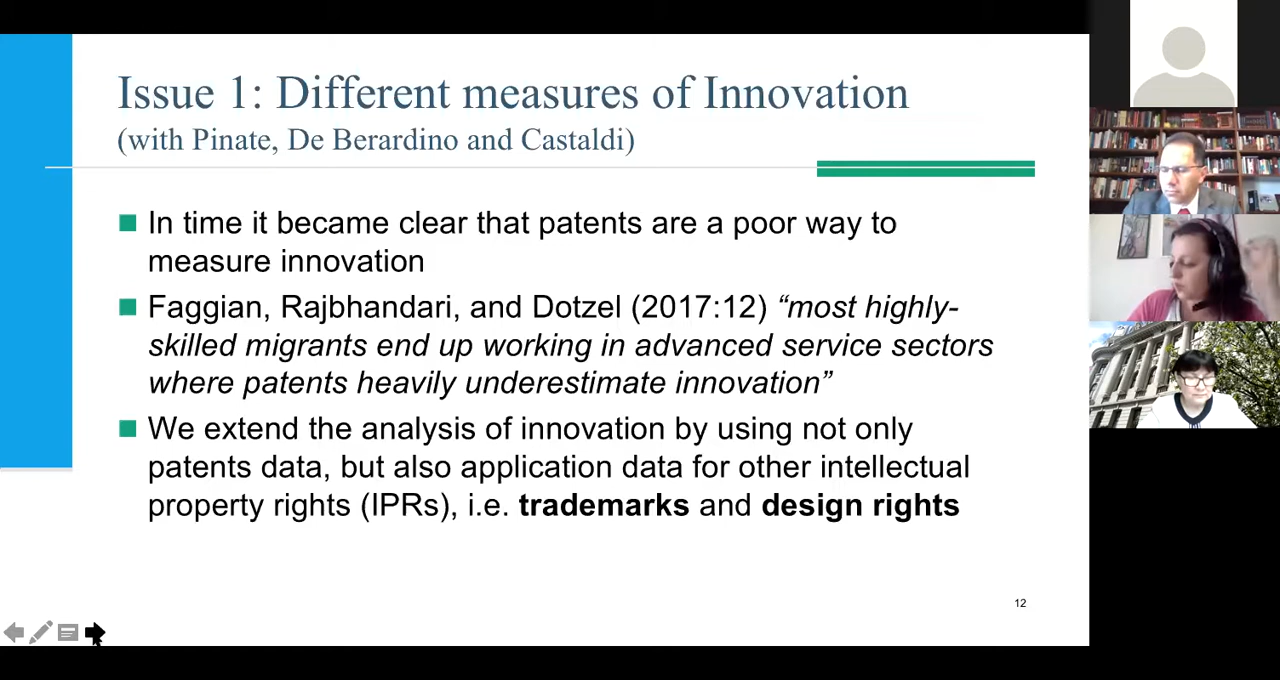 Issue 1: Different measures of Innovation
(with Pinate, De Berardino and Castaldi)
In time it became clear that patents are a poor way to
measure innovation
Faggian, Rajbhandari, and Dotzel (2017:12) “most highly-
skilled migrants end up working in advanced service sectors
where patents heavily underestimate innovation”
We extend the analysis of innovation by using not only
patents data, but also application data for other intellectual
property rights (IPRs), i.e. trademarks and design rights
12